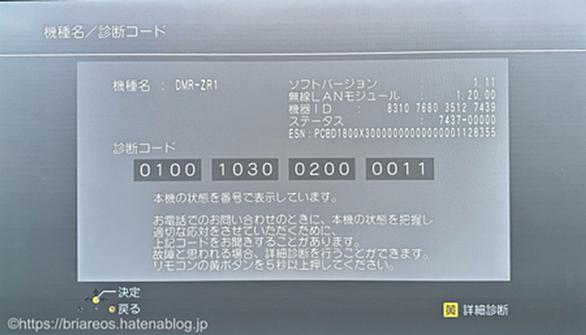 機種名／診断コード
機種名 : DMR-ZR1
ソフトバージョン : 1.11
無線LANモジュール : 1.20.00
機器ID : 8310 7680 3512 7439
ステータス : 7437-00000
ESN:PCBD1800X30000000000000001128355
診断コード
0100 1030 0200 0011
本機の状態を番号で表示しています。
お電話でのお問い合わせのときに、本機の状態を把握し
適切な応対をさせていただくために、
上記コードをお聞きすることがあります。
故障と思われる場合、詳細診断を行うことができます。
リモコンの黄ボタンを５秒以上押してください。
決定
戻る
黄 詳細診断
©https://briareos.hatenablog.jp